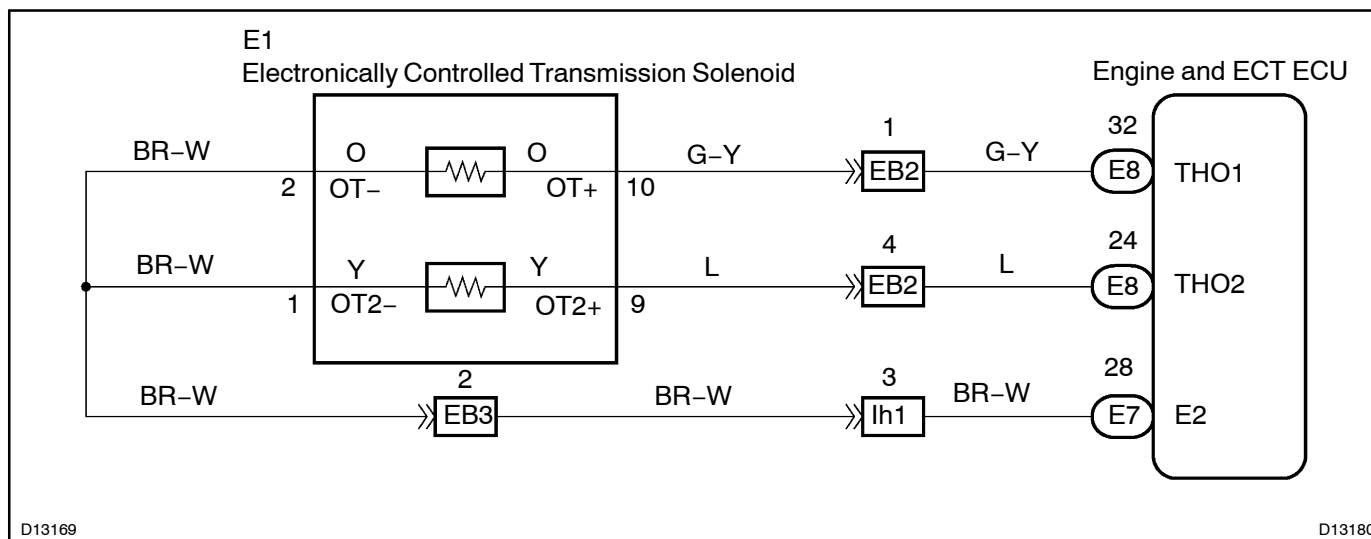 E1
Electronically Controlled Transmission Solenoid
Engine and ECT ECU
BR−W
O
O
G−Y
1
G−Y
32
2
OT−
OT+
10
EB2
E8
THO1
BR−W
Y
Y
L
4
L
24
1
OT2−
OT2+
9
EB2
E8
THO2
BR−W
2
BR−W
3
BR−W
28
EB3
Ih1
E7
E2
D13169
D13180